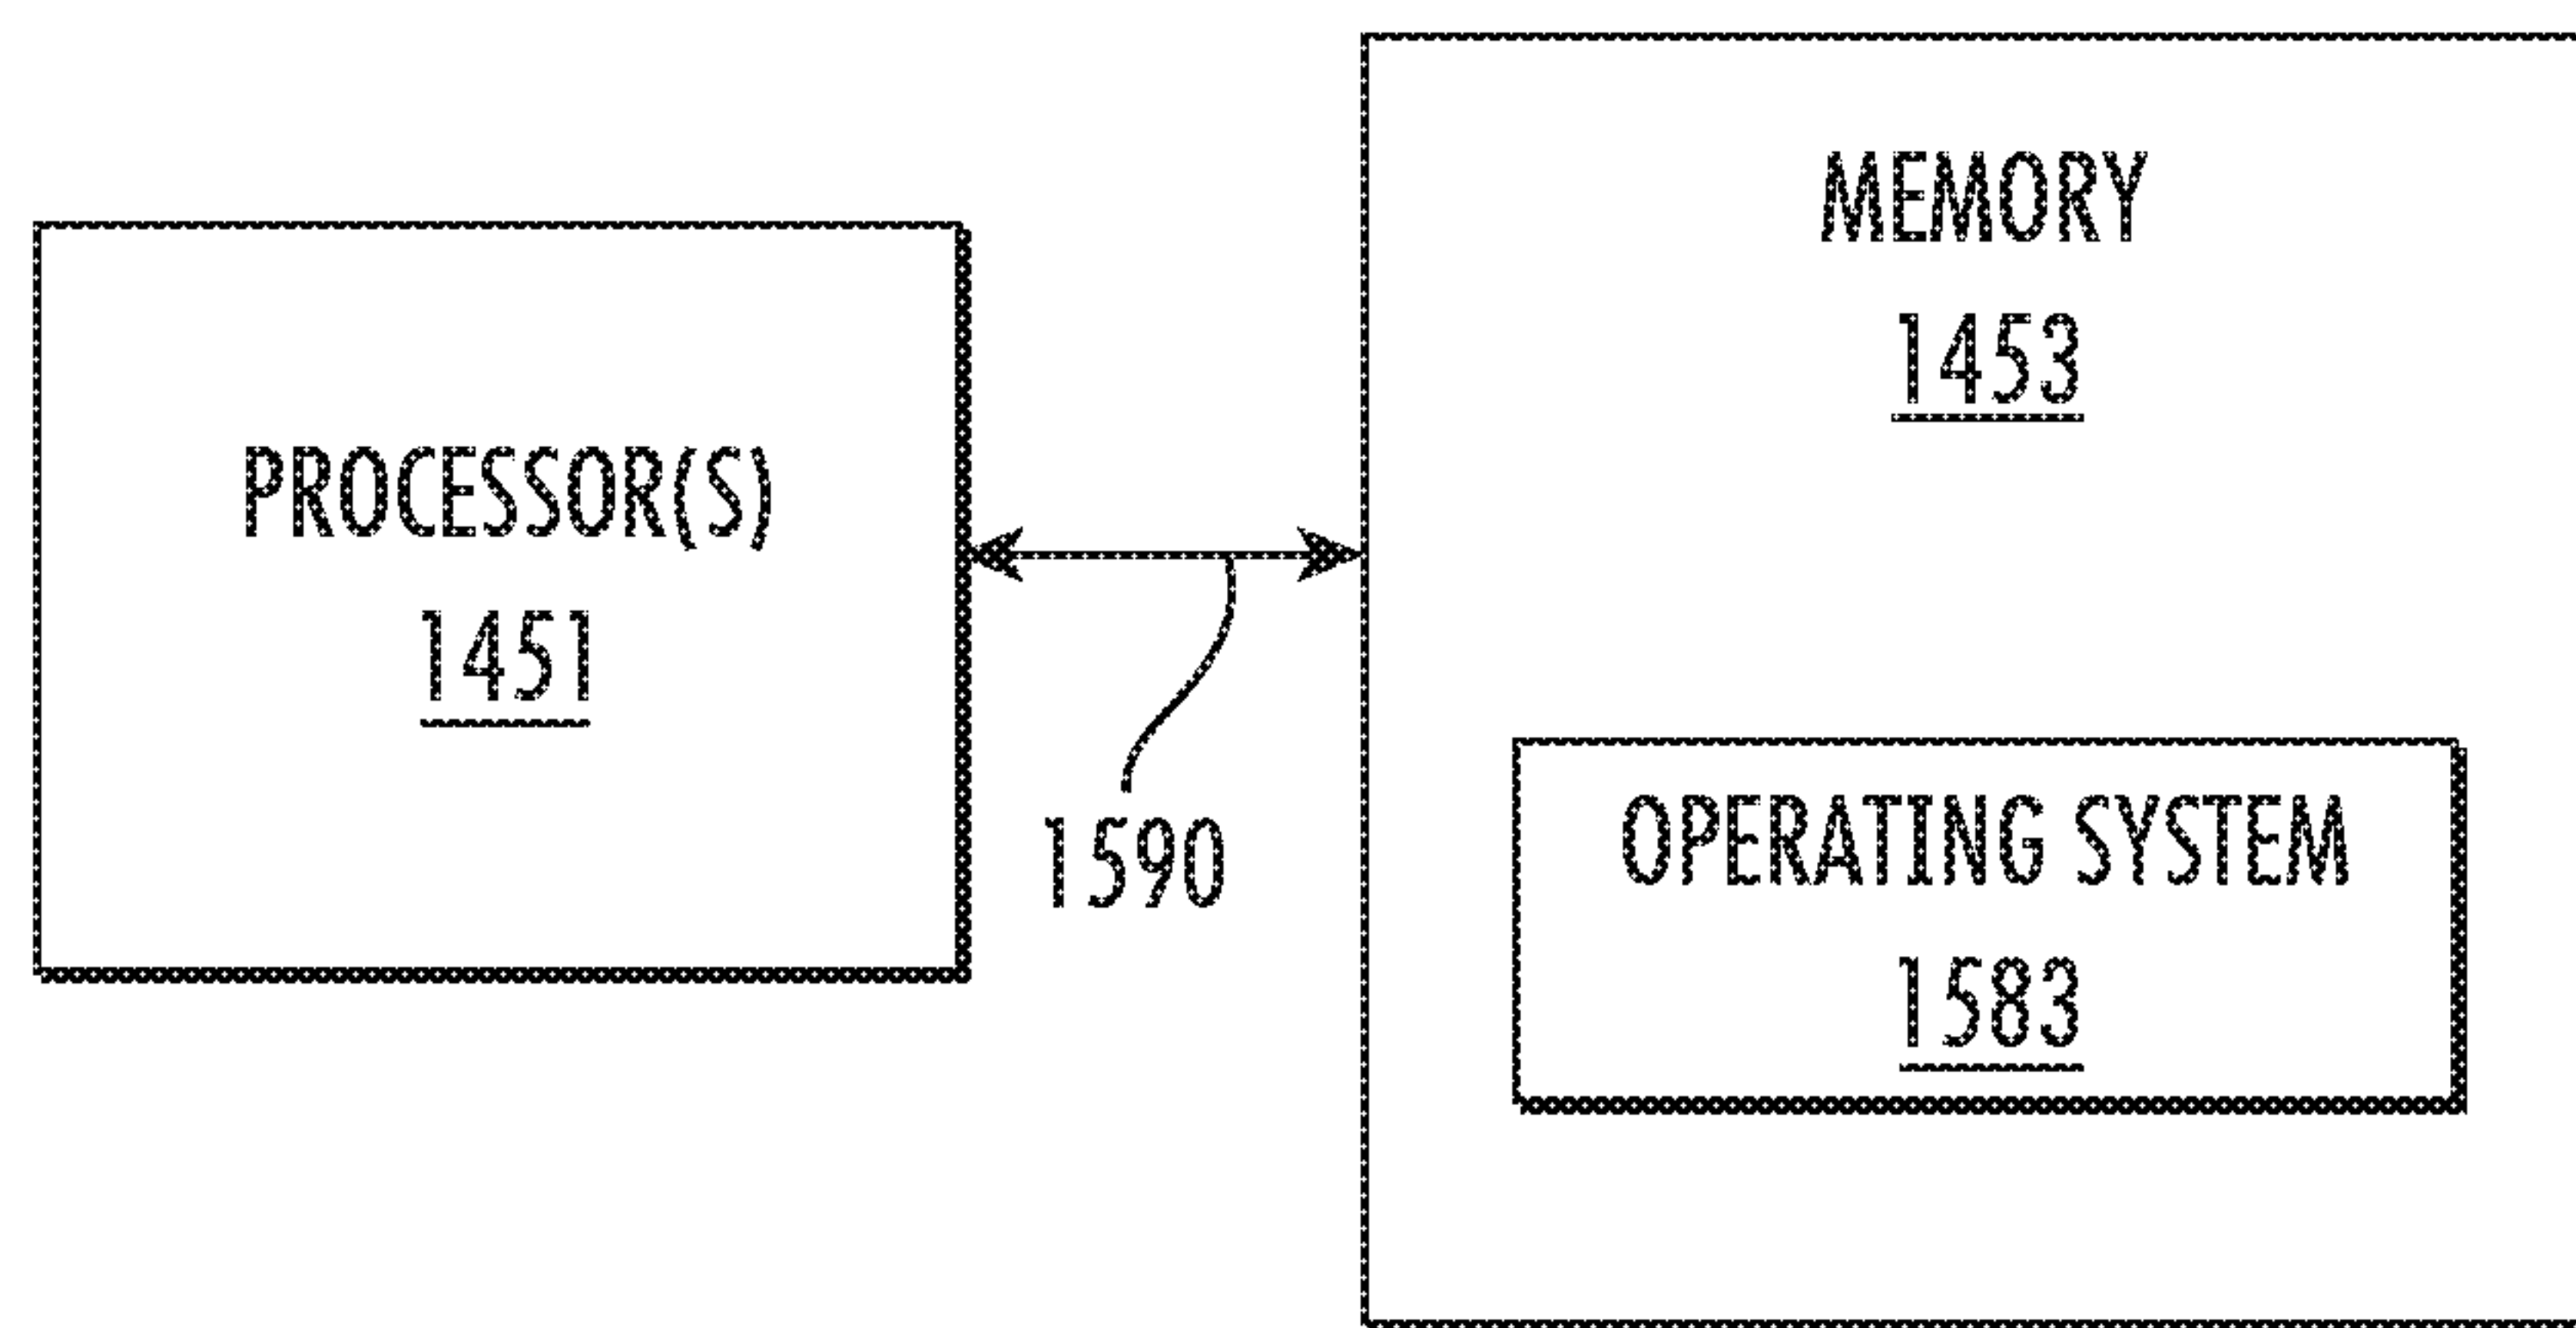 PROCESSOR(S)
1451
1590
MEMORY
1453
OPERATING SYSTEM
1583